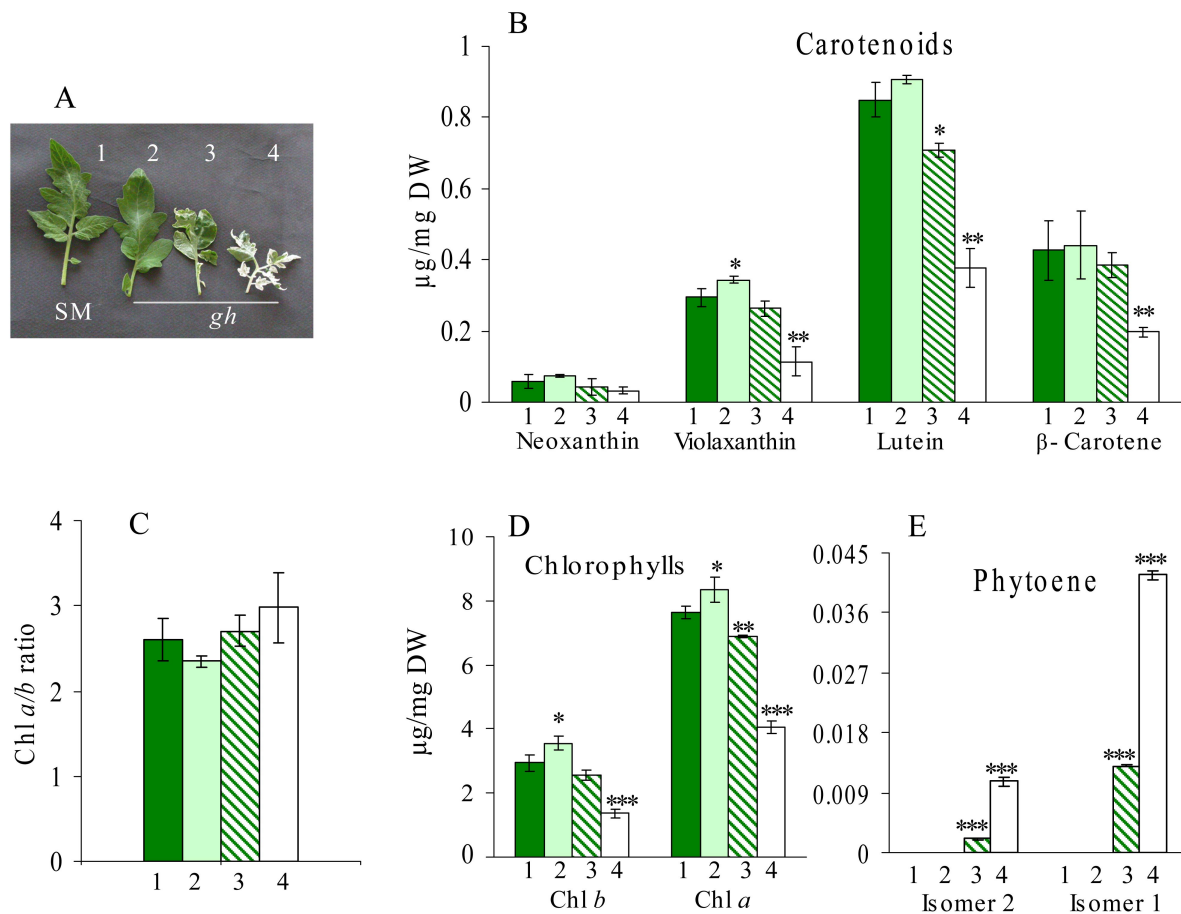 A
1 2 3 4
SM
gh
B
Carotenoids
µg/mg DW
1
0.8
0.6
0.4
0.2
0
*
**
*
**
**
1 2 3 4 1 2 3 4 1 2 3 4 1 2 3 4
Neoxanthin Violaxanthin Lutein β- Carotene
C
Chl a/b ratio
4
3
2
1
0
1 2 3 4
D
Chlorophylls
µg/mg DW
10
8
6
4
2
0
*
***
*
**
***
1 2 3 4 1 2 3 4
Chl b Chl a
E
Phytoene
0.045
0.036
0.027
0.018
0.009
0
***
***
***
***
1 2 3 4 1 2 3 4
Isomer 2 Isomer 1